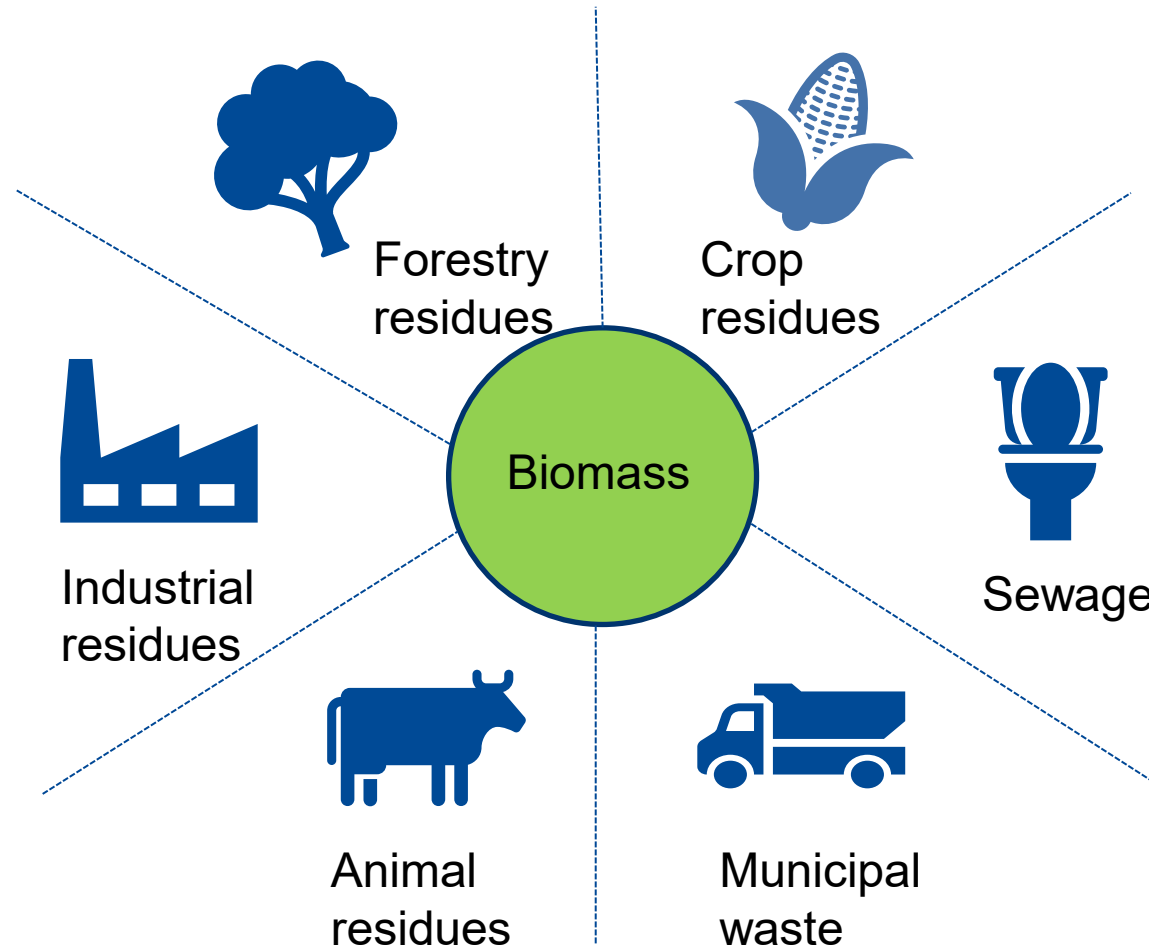 Forestry
residues
Crop
residues
Biomass
Industrial
residues
Sewage
Animal
residues
Municipal
waste